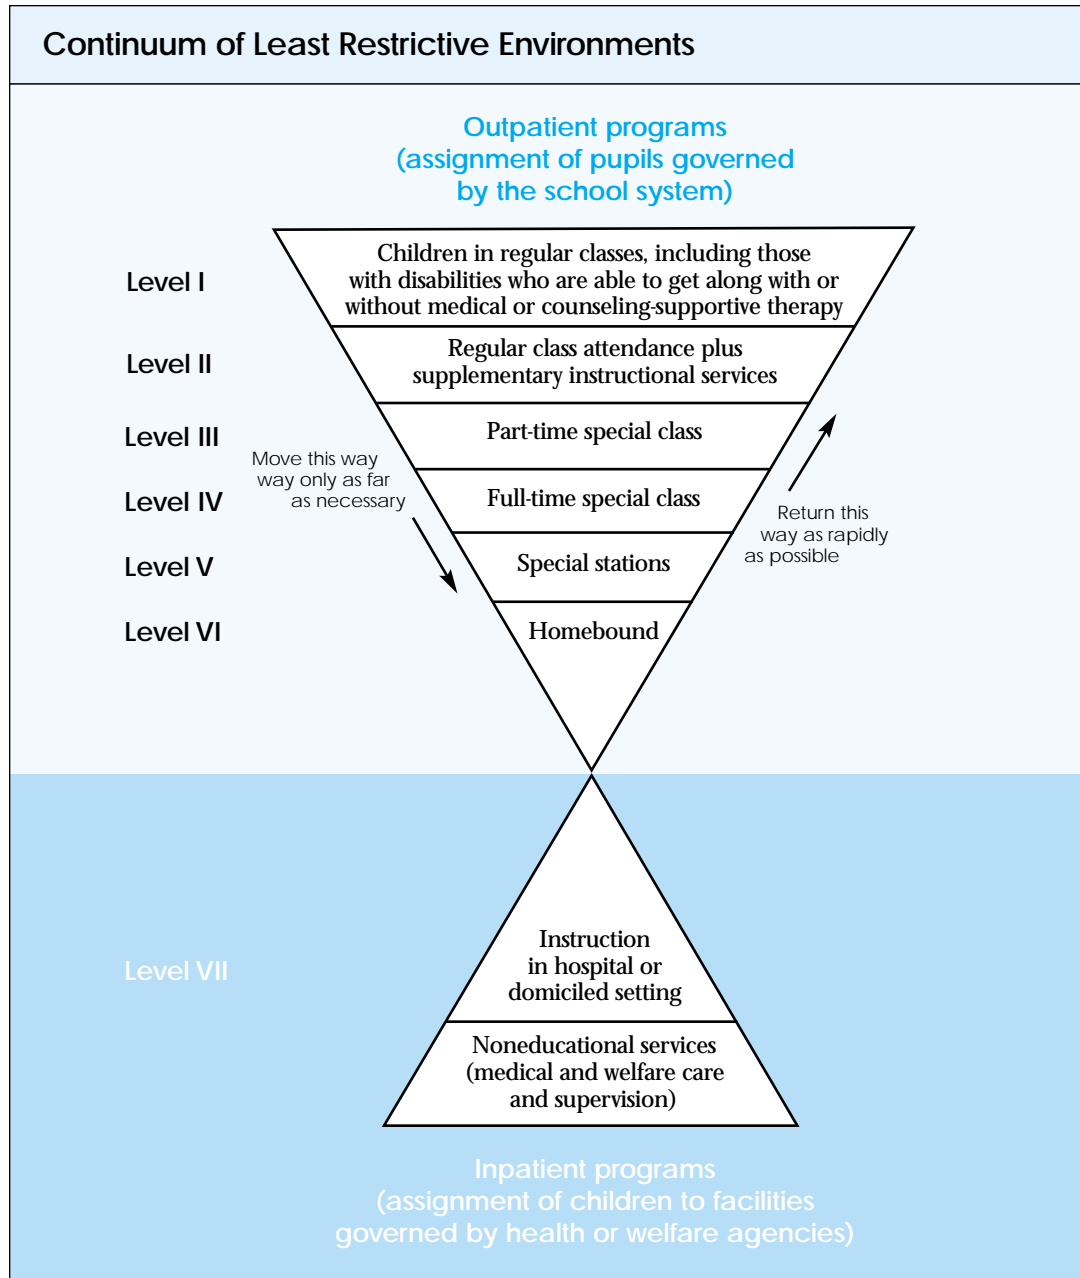 Continuum of Least Restrictive Environments
Outpatient programs
(assignment of pupils governed
by the school system)
Level I
Children in regular classes, including those
with disabilities who are able to get along with or
without medical or counseling-supportive therapy
Level II
Regular class attendance plus
supplementary instructional services
Level III
Part-time special class
Move this way
way only as far
as necessary
Level IV
Full-time special class
Return this
way as rapidly
as possible
Level V
Special stations
Level VI
Homebound
Level VII
Instruction
in hospital or
domiciled setting
Noneducational services
(medical and welfare care
and supervision)
Inpatient programs
(assignment of children to facilities
governed by health or welfare agencies)